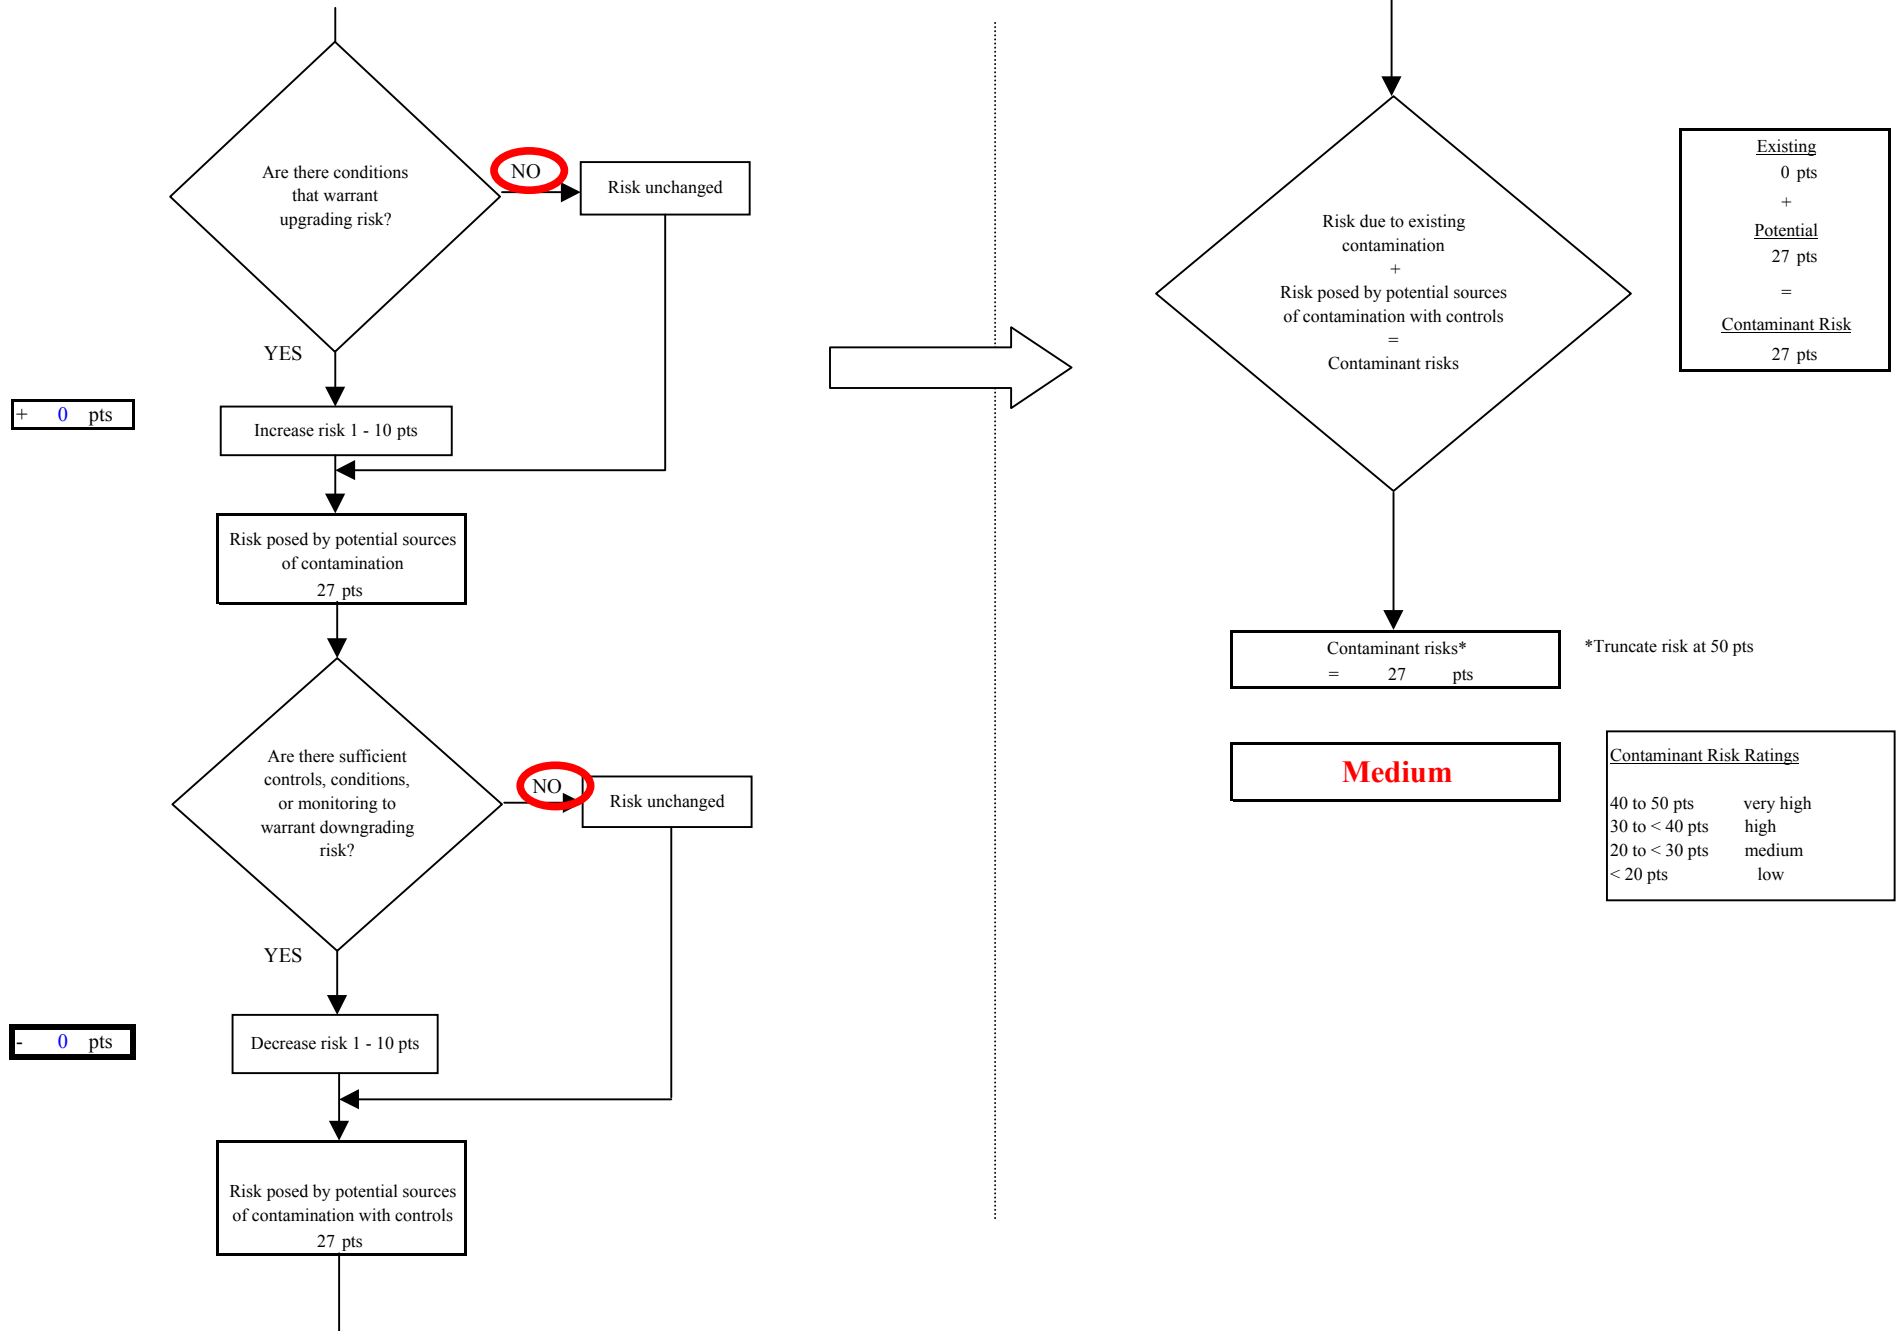 Are there conditions
that warrant
upgrading risk?
NO
Risk unchanged
YES
+ 0 pts
Increase risk 1 - 10 pts
Risk posed by potential sources
of contamination
27 pts
Are there sufficient
controls, conditions,
or monitoring to
warrant downgrading
risk?
NO
Risk unchanged
YES
- 0 pts
Decrease risk 1 - 10 pts
Risk posed by potential sources
of contamination with controls
27 pts
Risk due to existing
contamination
+
Risk posed by potential sources
of contamination with controls
=
Contaminant risks
Existing
0 pts
+
Potential
27 pts
=
Contaminant Risk
27 pts
Contaminant risks*
= 27 pts
*Truncate risk at 50 pts
Medium
Contaminant Risk Ratings
40 to 50 pts very high
30 to < 40 pts high
20 to < 30 pts medium
< 20 pts low